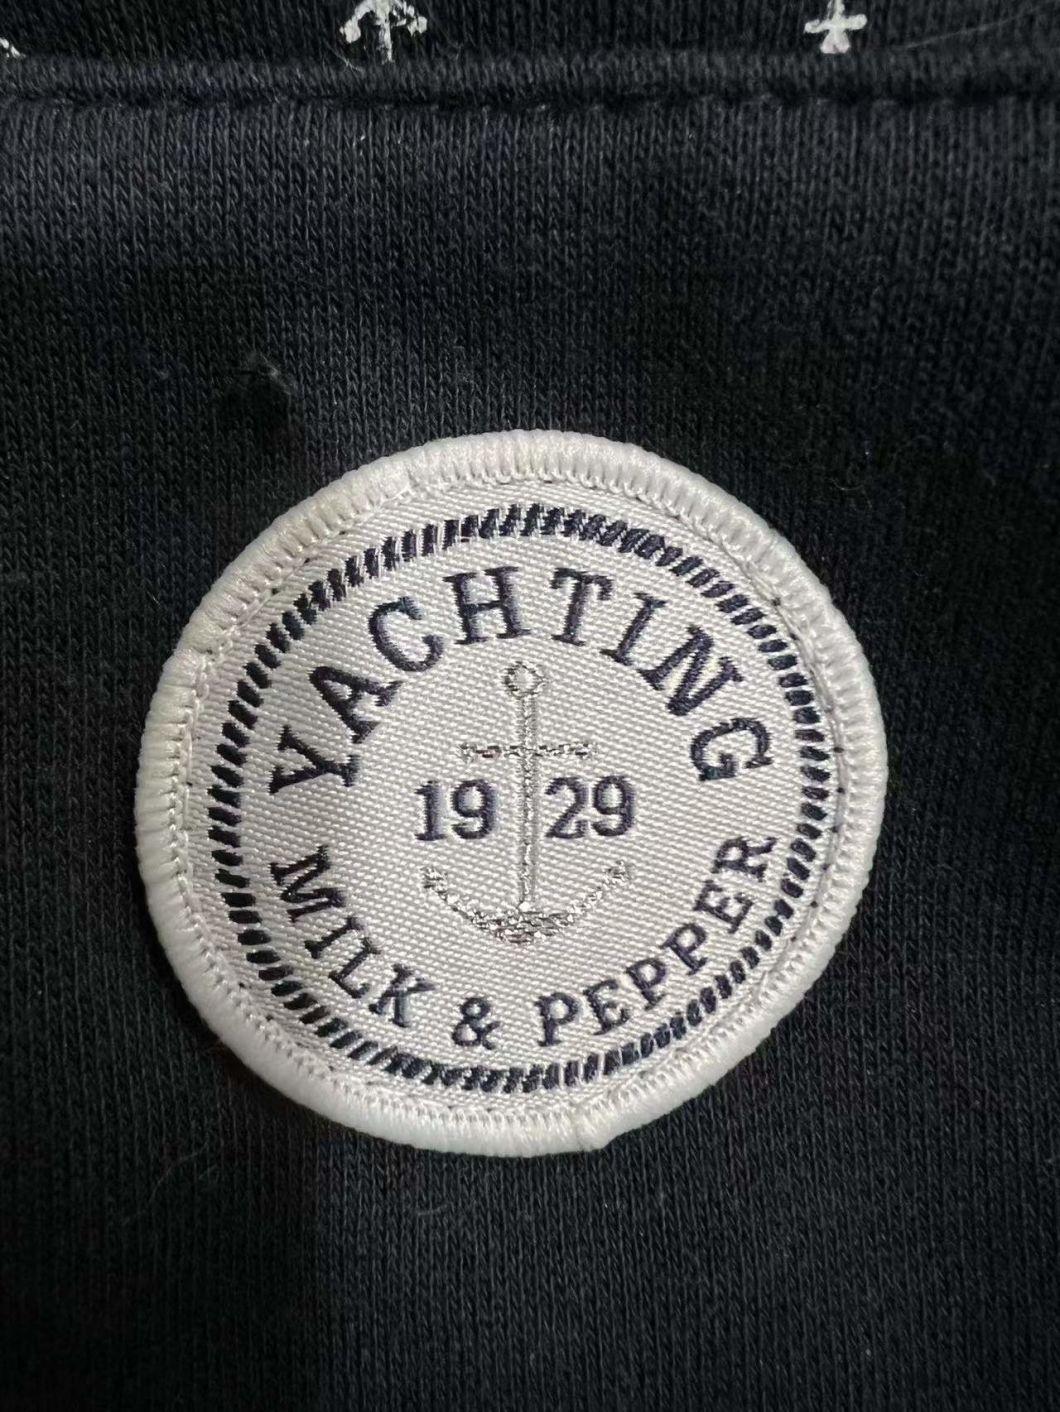 YACHTING
19 29
MILK & PEPPER